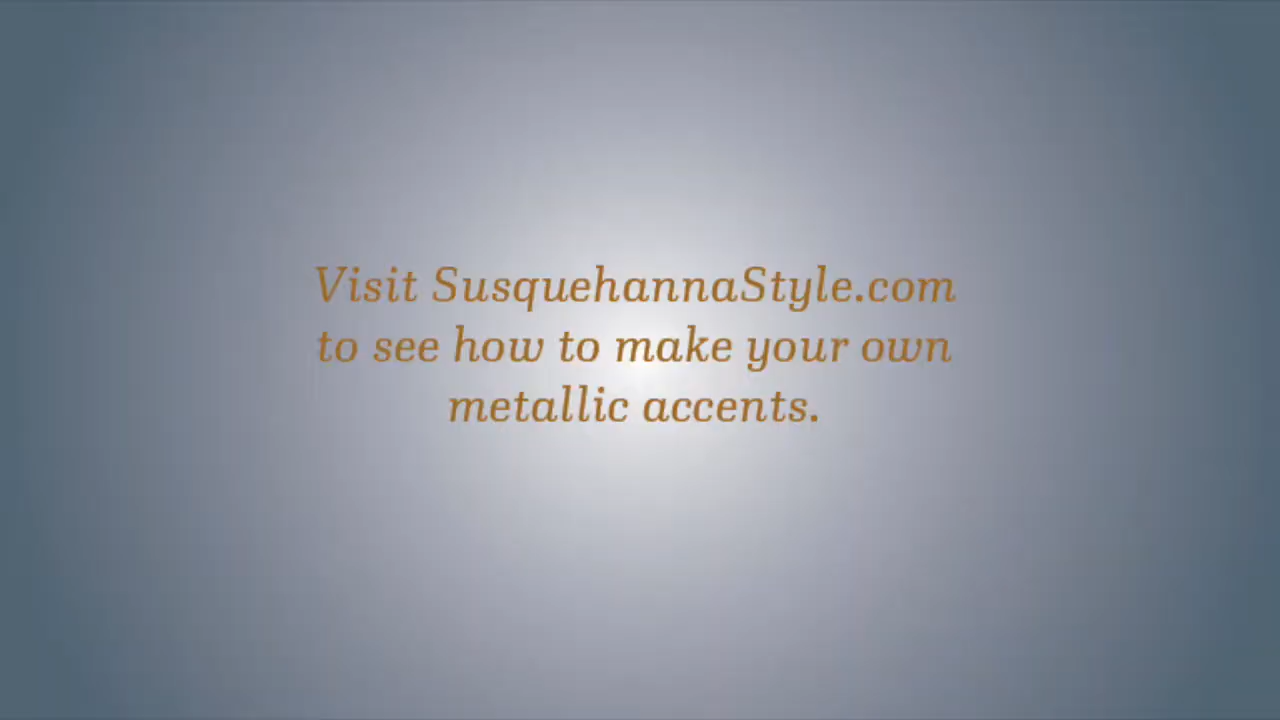 Visit SusquehannaStyle.com
to see how to make your own
metallic accents.